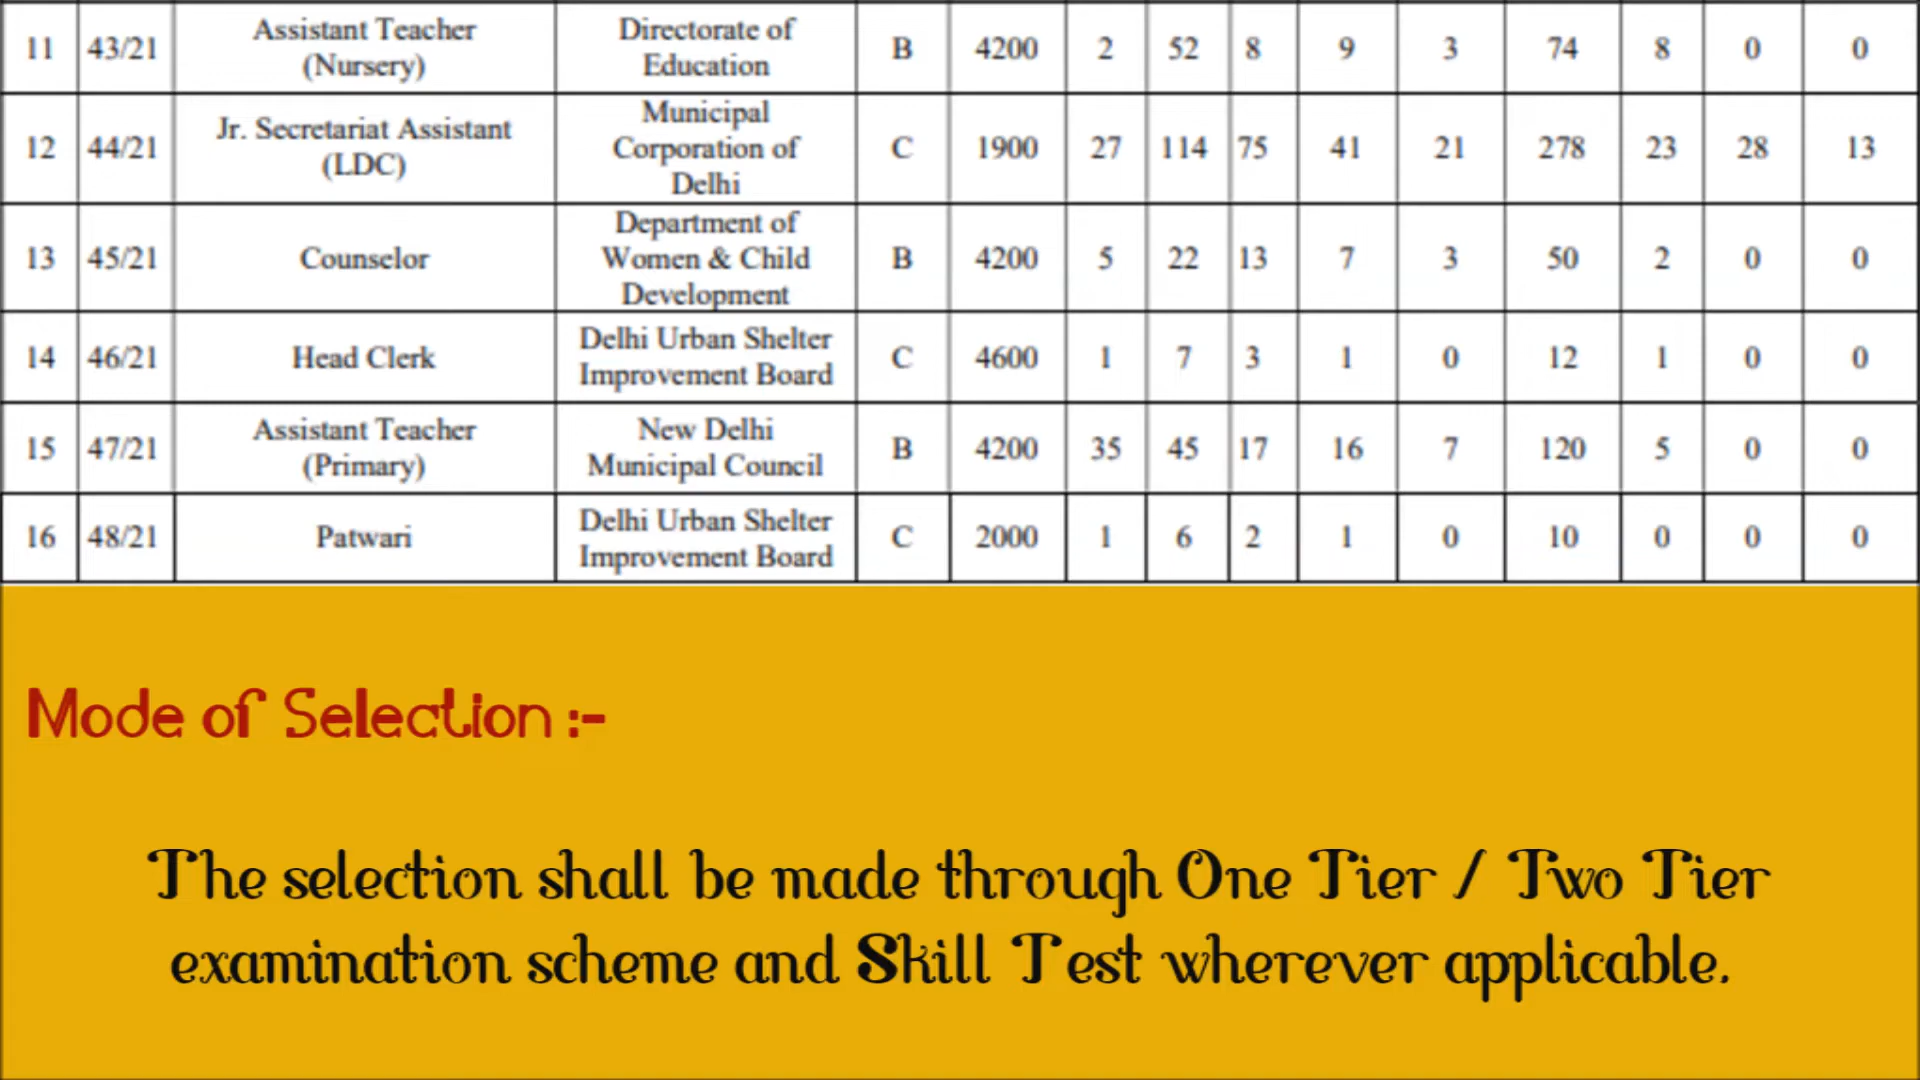 11 43/21 Assistant Teacher (Nursery) Directorate of Education B 4200 2 52 8 9 3 74 8 0 0
12 44/21 Jr. Secretariat Assistant (LDC) Municipal Corporation of Delhi C 1900 27 114 75 41 21 278 23 28 13
13 45/21 Counselor Department of Women & Child Development B 4200 5 22 13 7 3 50 2 0 0
14 46/21 Head Clerk Delhi Urban Shelter Improvement Board C 4600 1 7 3 1 0 12 1 0 0
15 47/21 Assistant Teacher (Primary) New Delhi Municipal Council B 4200 35 45 17 16 7 120 5 0 0
16 48/21 Patwari Delhi Urban Shelter Improvement Board C 2000 1 6 2 1 0 10 0 0 0
Mode of Selection :-
The selection shall be made through One Tier / Two Tier
examination scheme and Skill Test wherever applicable.